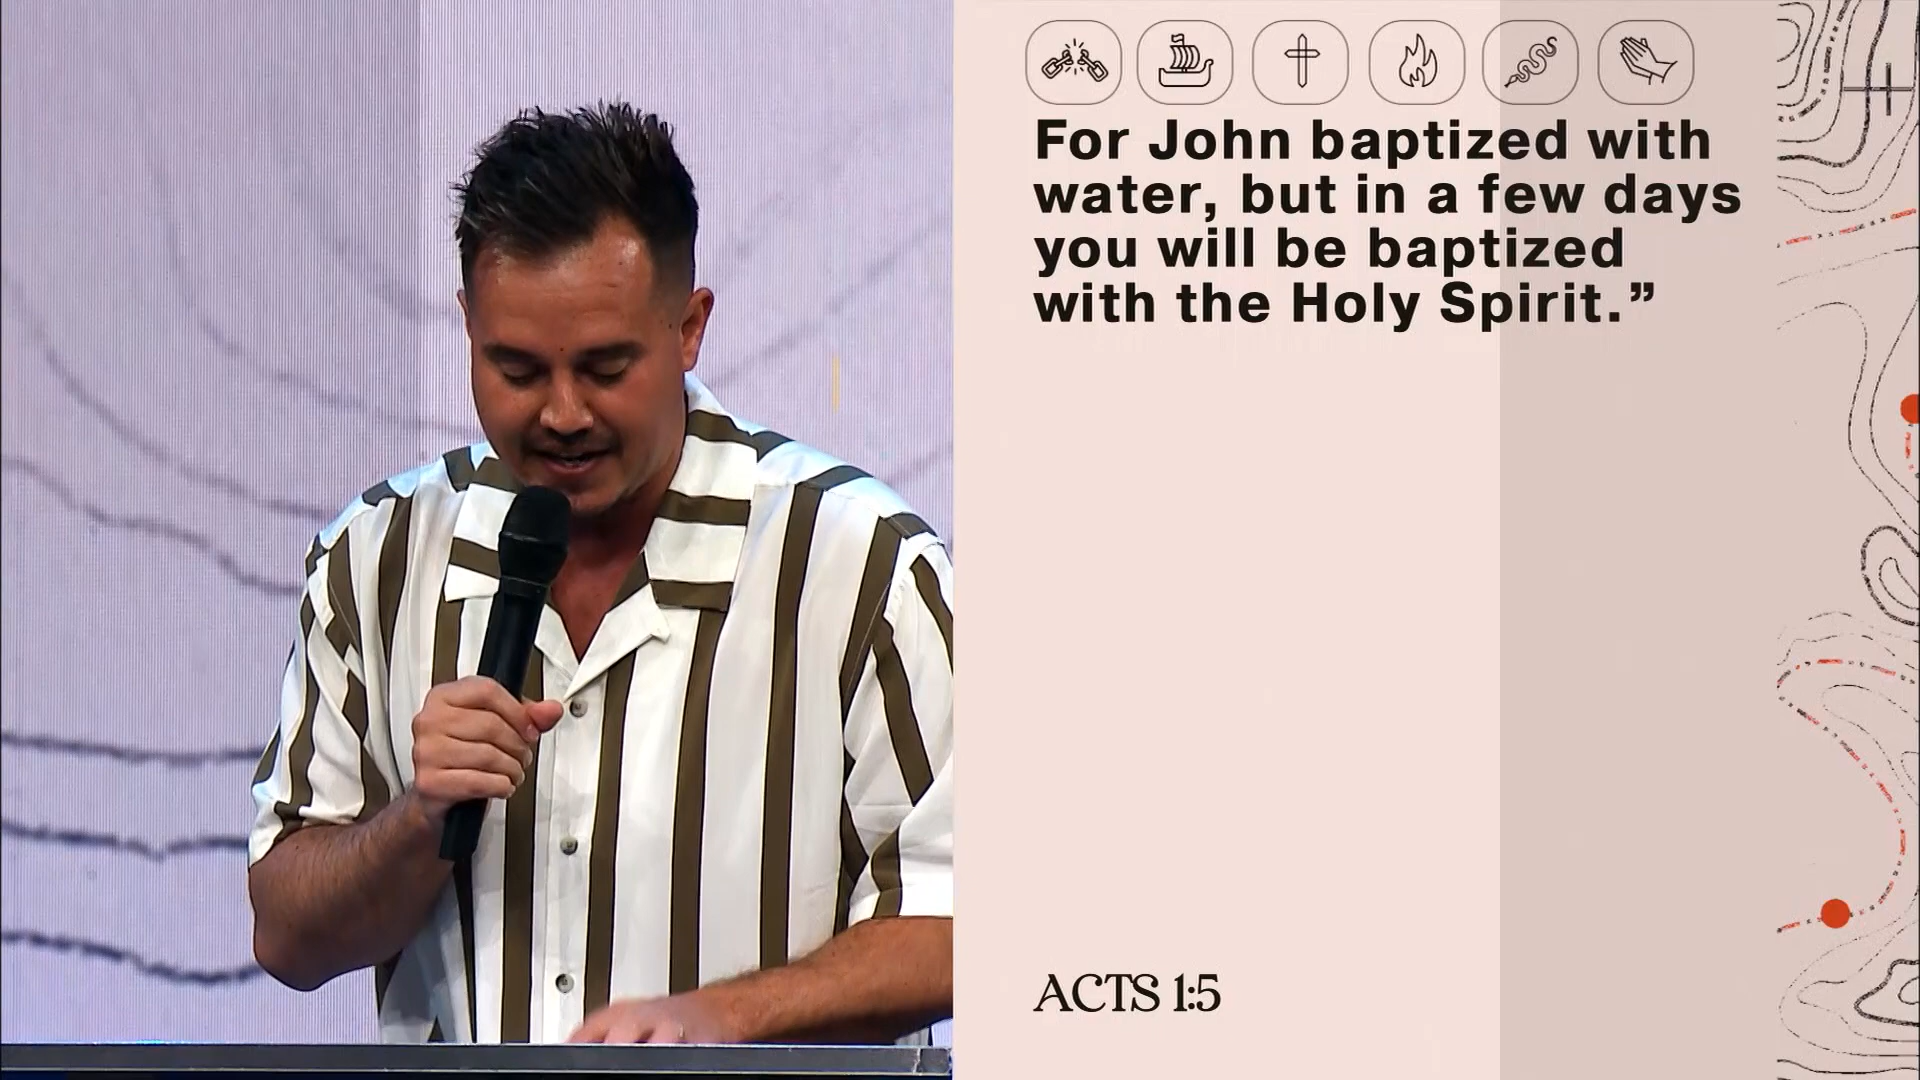 For John baptized with
water, but in a few days
you will be baptized
with the Holy Spirit.”
ACTS 1:5